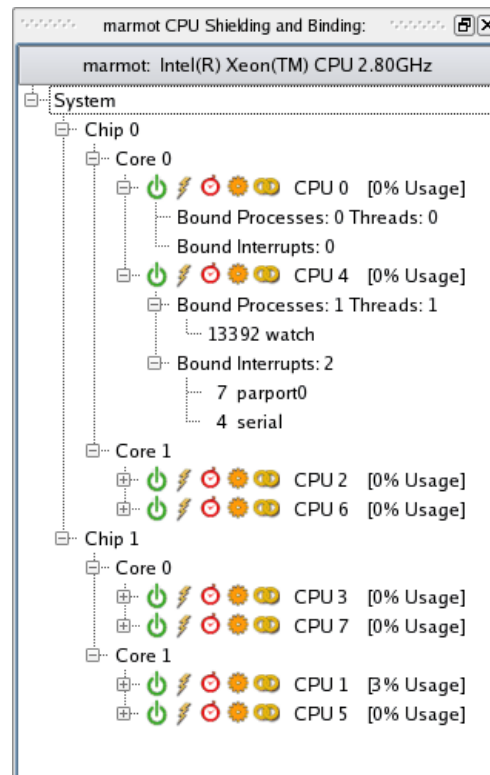 marmot CPU Shielding and Binding:
marmot: Intel(R) Xeon(TM) CPU 2.80GHz
System
Chip 0
Core 0
CPU 0 [0% Usage]
Bound Processes: 0 Threads: 0
Bound Interrupts: 0
CPU 4 [0% Usage]
Bound Processes: 1 Threads: 1
13392 watch
Bound Interrupts: 2
7 parport0
4 serial
Core 1
CPU 2 [0% Usage]
CPU 6 [0% Usage]
Chip 1
Core 0
CPU 3 [0% Usage]
CPU 7 [0% Usage]
Core 1
CPU 1 [3% Usage]
CPU 5 [0% Usage]